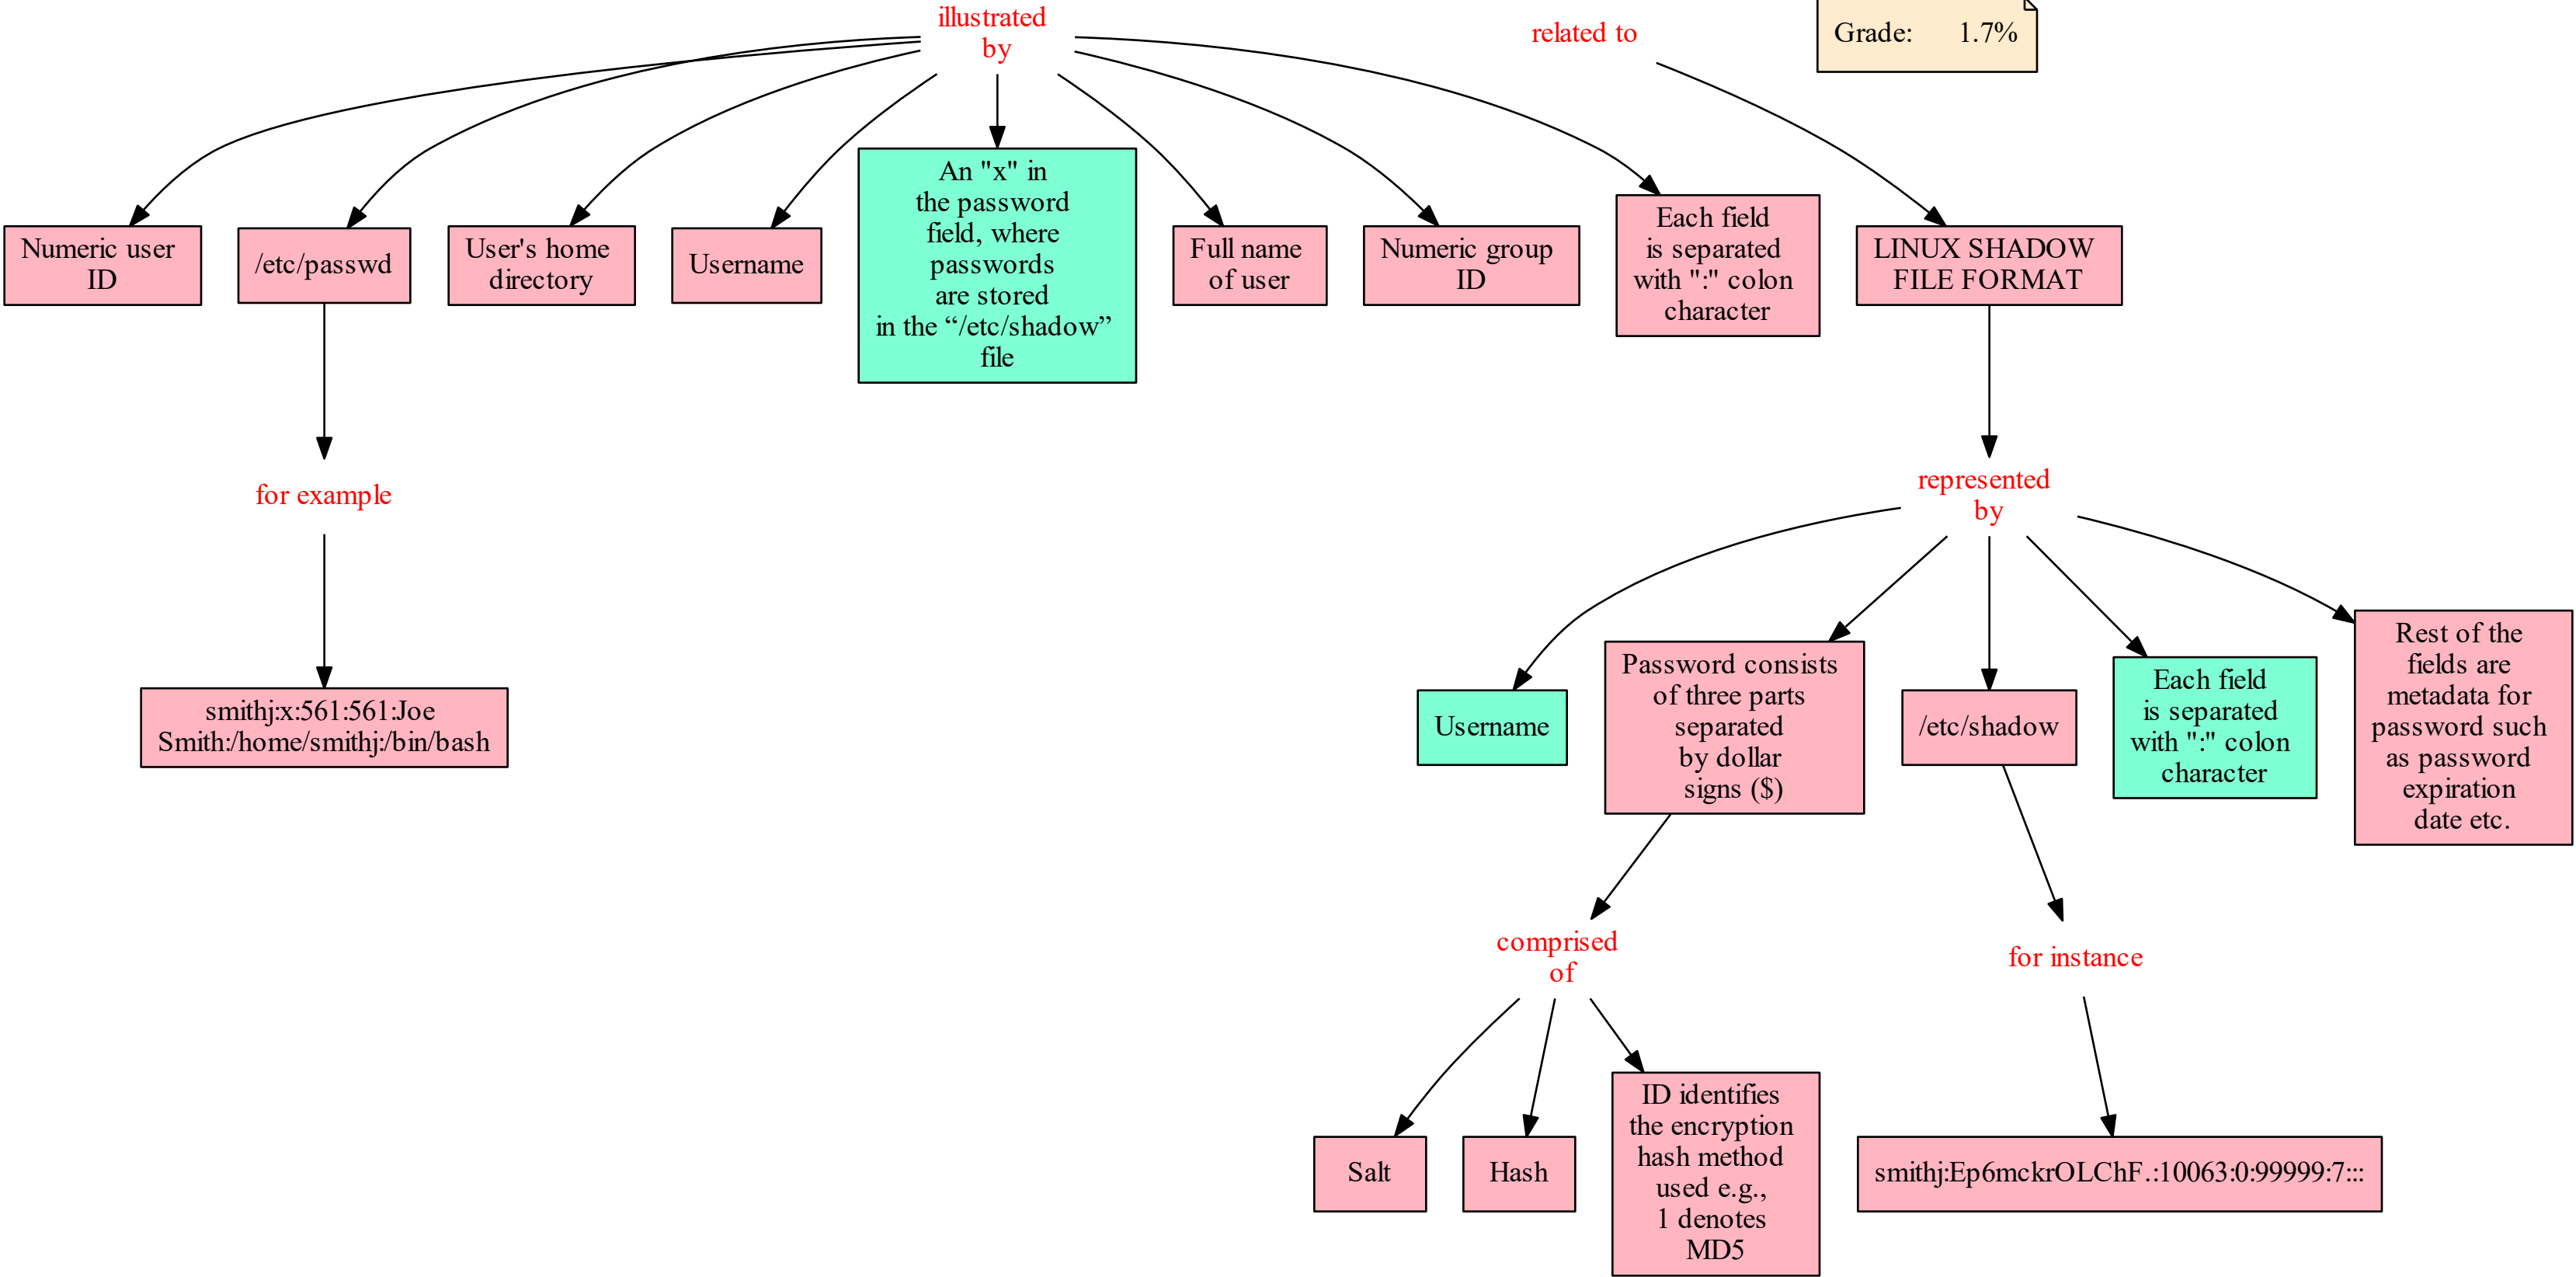 illustrated
by
related to
Grade: 1.7%
Numeric user
ID
/etc/passwd
User's home
directory
Username
An "x" in
the password
field, where
passwords
are stored
in the “/etc/shadow”
file
Full name
of user
Numeric group
ID
Each field
is separated
with ":" colon
character
LINUX SHADOW
FILE FORMAT
for example
represented
by
smithj:x:561:561:Joe
Smith:/home/smithj:/bin/bash
Username
Password consists
of three parts
separated
by dollar
signs ($)
/etc/shadow
Each field
is separated
with ":" colon
character
Rest of the
fields are
metadata for
password such
as password
expiration
date etc.
comprised
of
for instance
Salt
Hash
ID identifies
the encryption
hash method
used e.g.,
1 denotes
MD5
smithj:Ep6mckrOLChF.:10063:0:99999:7:::